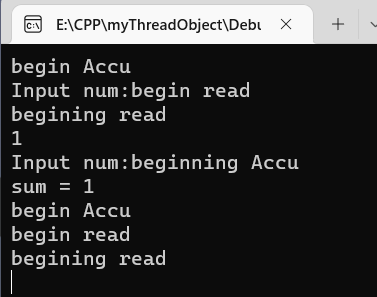 E:\CPP\myThreadObject\Debu
begin Accu
Input num:begin read
begining read
1
Input num:beginning Accu
sum = 1
begin Accu
begin read
begining read